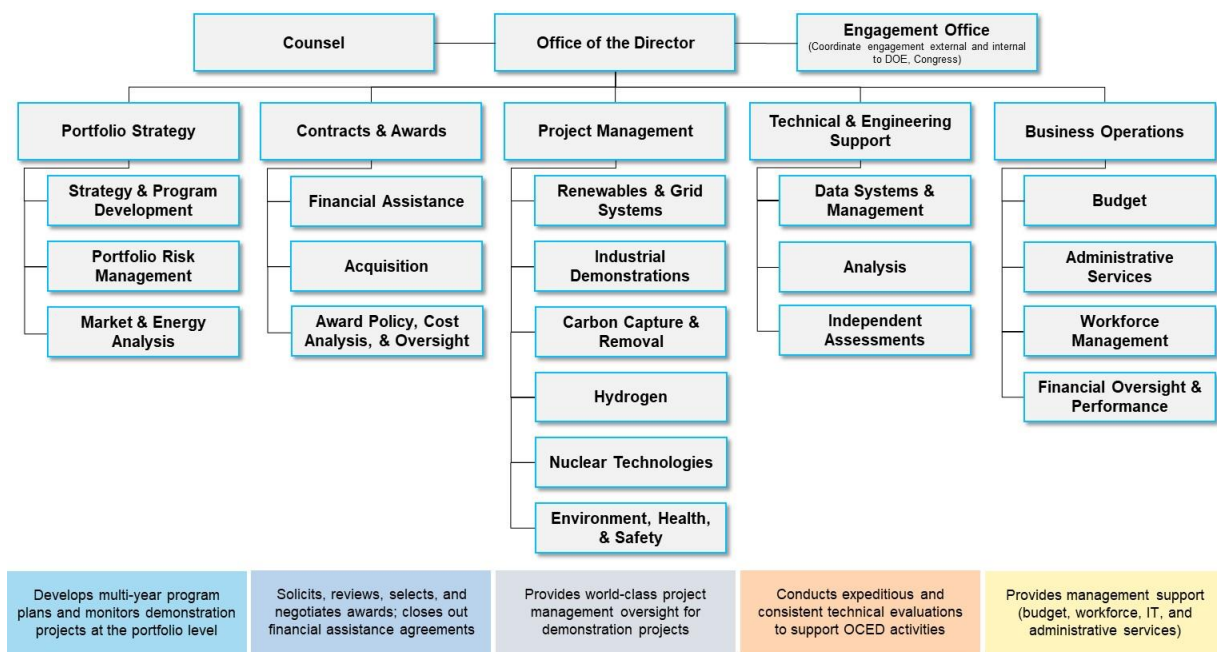 Counsel
Office of the Director
Engagement Office
(Coordinate engagement external and internal
to DOE, Congress)
Portfolio Strategy
Contracts & Awards
Project Management
Technical & Engineering
Support
Business Operations
Strategy & Program
Development
Portfolio Risk
Management
Market & Energy
Analysis
Financial Assistance
Acquisition
Award Policy, Cost
Analysis, & Oversight
Renewables & Grid
Systems
Industrial
Demonstrations
Carbon Capture &
Removal
Hydrogen
Nuclear Technologies
Environment, Health,
& Safety
Data Systems &
Management
Analysis
Independent
Assessments
Budget
Administrative
Services
Workforce
Management
Financial Oversight &
Performance
Develops multi-year program
plans and monitors demonstration
projects at the portfolio level
Solicits, reviews, selects, and
negotiates awards; closes out
financial assistance agreements
Provides world-class project
management oversight for
demonstration projects
Conducts expeditious and
consistent technical evaluations
to support OCED activities
Provides management support
(budget, workforce, IT, and
administrative services)